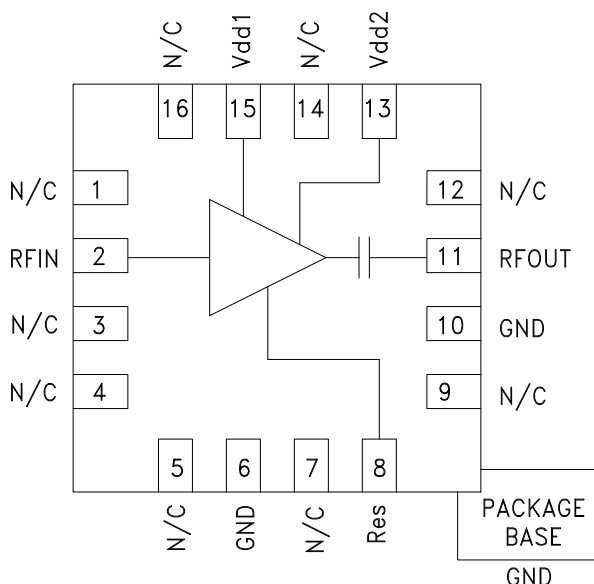 N/C
Vdd1
N/C
Vdd2
16
15
14
13
N/C
1
12
N/C
RFIN
2
11
RFOUT
N/C
3
10
GND
N/C
4
9
N/C
5
6
7
8
N/C
GND
N/C
Res
PACKAGE
BASE
GND